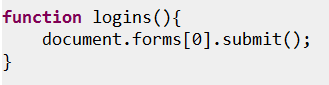 function logins(){
    document.forms[0].submit();
}